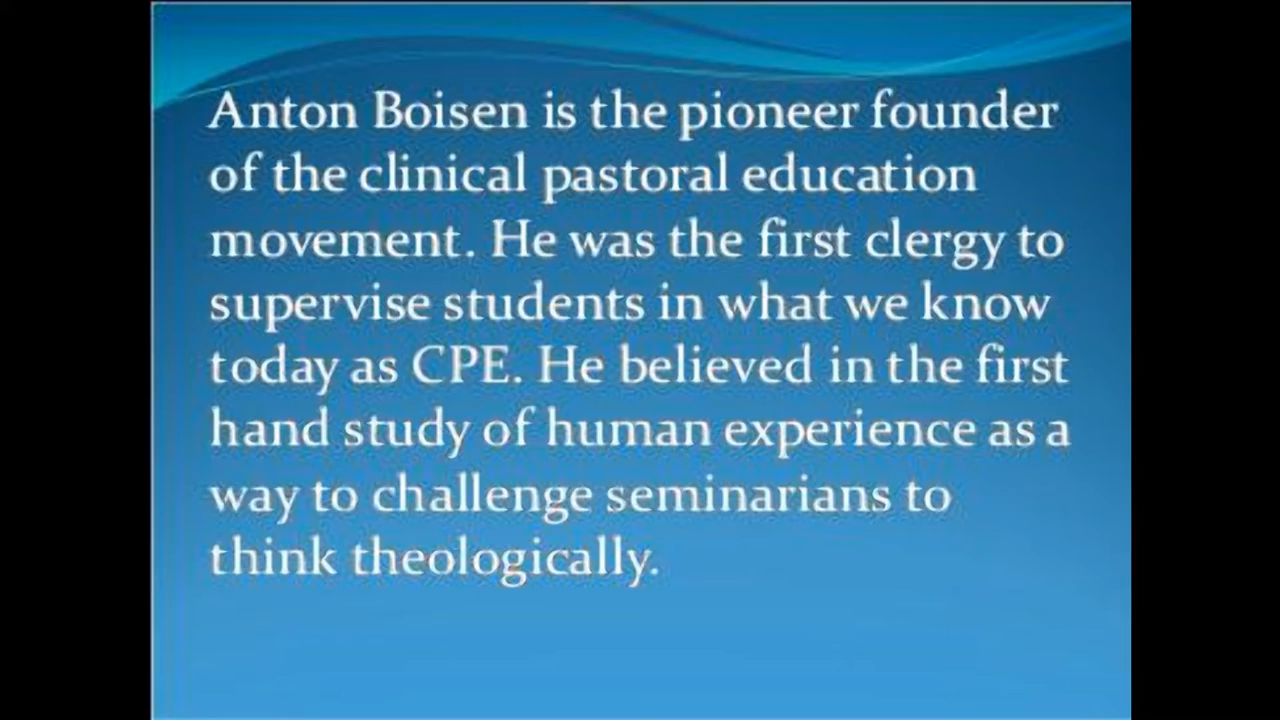 Anton Boisen is the pioneer founder
of the clinical pastoral education
movement. He was the first clergy to
supervise students in what we know
today as CPE. He believed in the first
hand study of human experience as a
way to challenge seminarians to
think theologically.